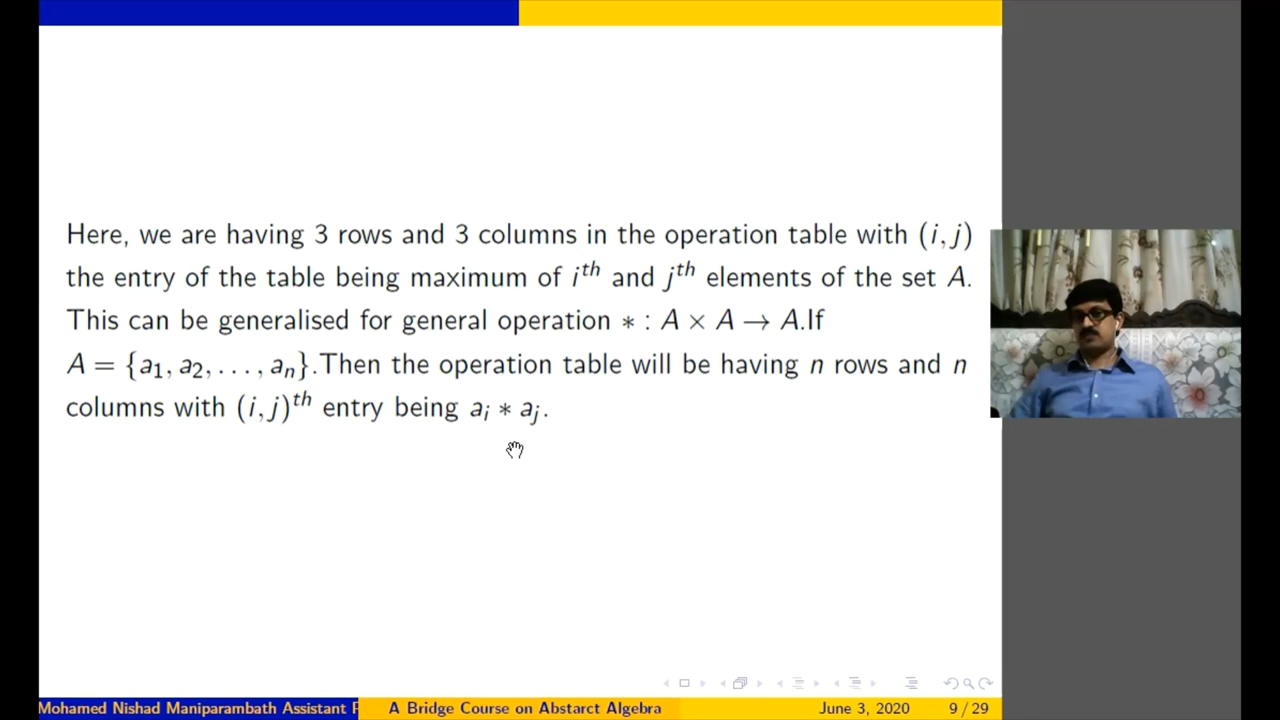 Here, we are having 3 rows and 3 columns in the operation table with (i, j)
the entry of the table being maximum of iᵗʰ and jᵗʰ elements of the set A.
This can be generalised for general operation ∗ : A × A → A.If
A = {a₁, a₂, . . . , aₙ}.Then the operation table will be having n rows and n
columns with (i, j)ᵗʰ entry being aᵢ ∗ aⱼ.
Mohamed Nishad Maniparambath Assistant P
A Bridge Course on Abstarct Algebra
June 3, 2020
9 / 29